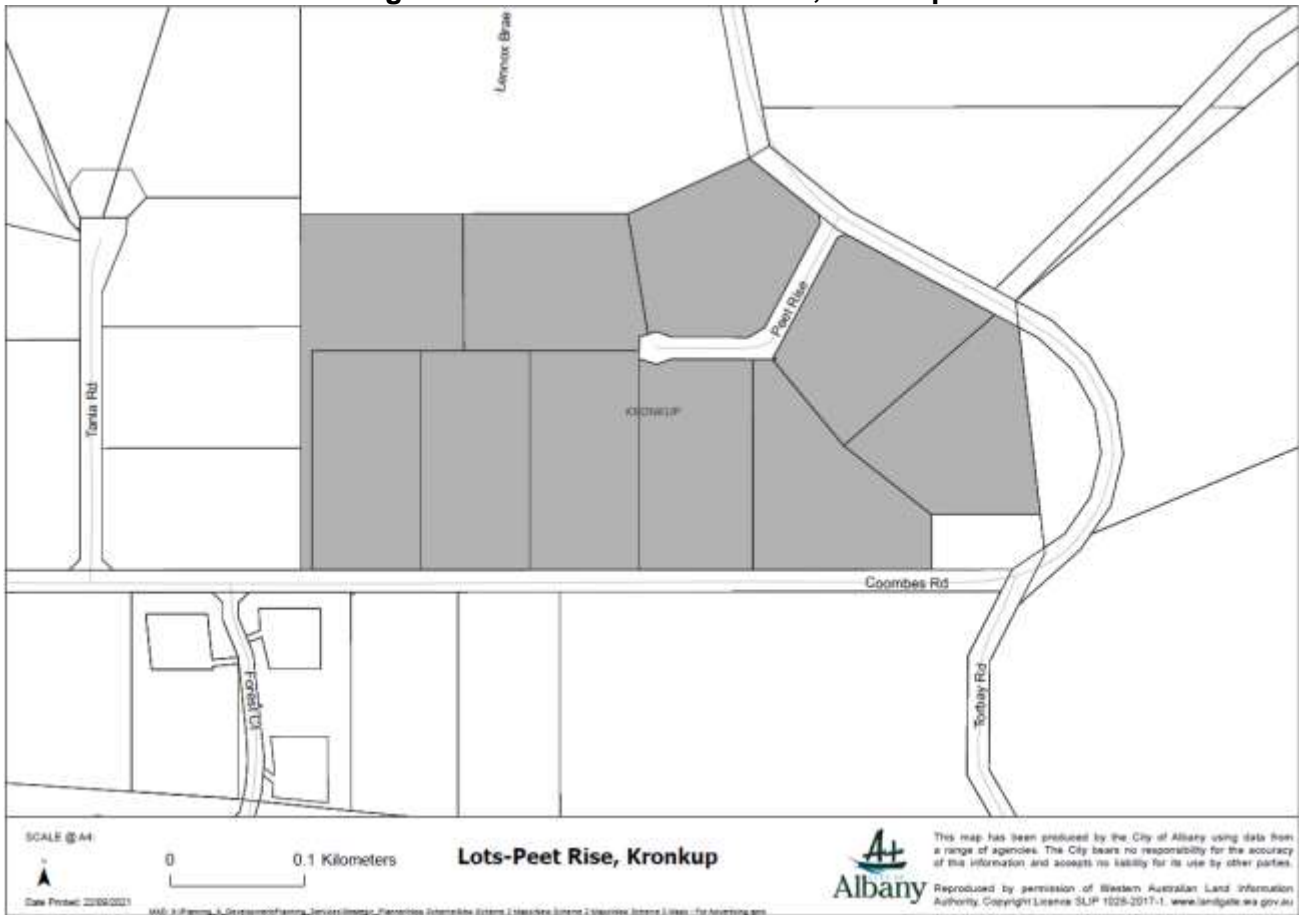 Lennox Brae
Peet Rise
Tania Rd
KRONKUP
Coombes Rd
Forest Ct
Torbay Rd
SCALE @ A4:
0
0.1 Kilometers
Lots-Peet Rise, Kronkup
CITY OF
Albany
Date Printed: 22/09/2021
This map has been produced by the City of Albany using data from
a range of agencies. The City bears no responsibility for the accuracy
of this information and accepts no liability for its use by other parties.
Reproduced by permission of Western Australian Land Information
Authority, Copyright Licence SLIP 1028-2017-1. www.landgate.wa.gov.au